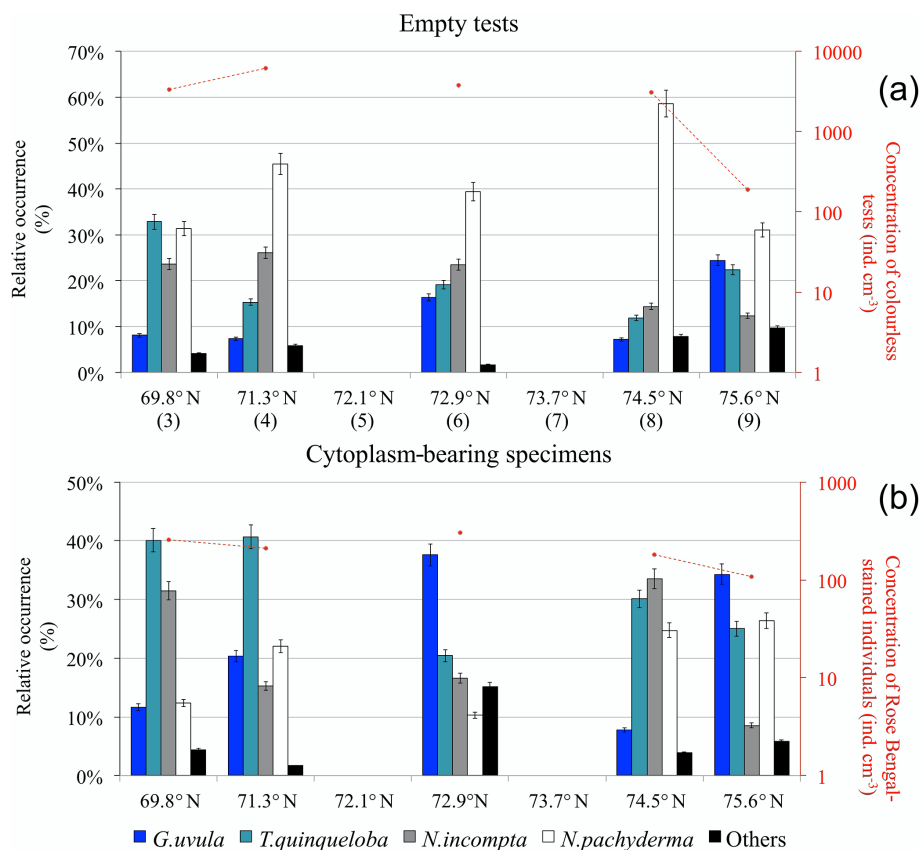 Empty tests
(a)
70%
60%
50%
40%
30%
20%
10%
0%
Relative occurrence
(%)
10000
1000
100
10
1
Concentration of colourless
tests (ind. cm-3)
69.8° N 71.3° N 72.1° N 72.9° N 73.7° N 74.5° N 75.6° N
(3) (4) (5) (6) (7) (8) (9)
Cytoplasm-bearing specimens
(b)
50%
40%
30%
20%
10%
0%
Relative occurrence
(%)
1000
100
10
1
Concentration of Rose Bengal-
stained individuals (ind. cm-3)
69.8° N 71.3° N 72.1° N 72.9° N 73.7° N 74.5° N 75.6° N
G.uvula T.quinqueloba N.incompta N.pachyderma Others